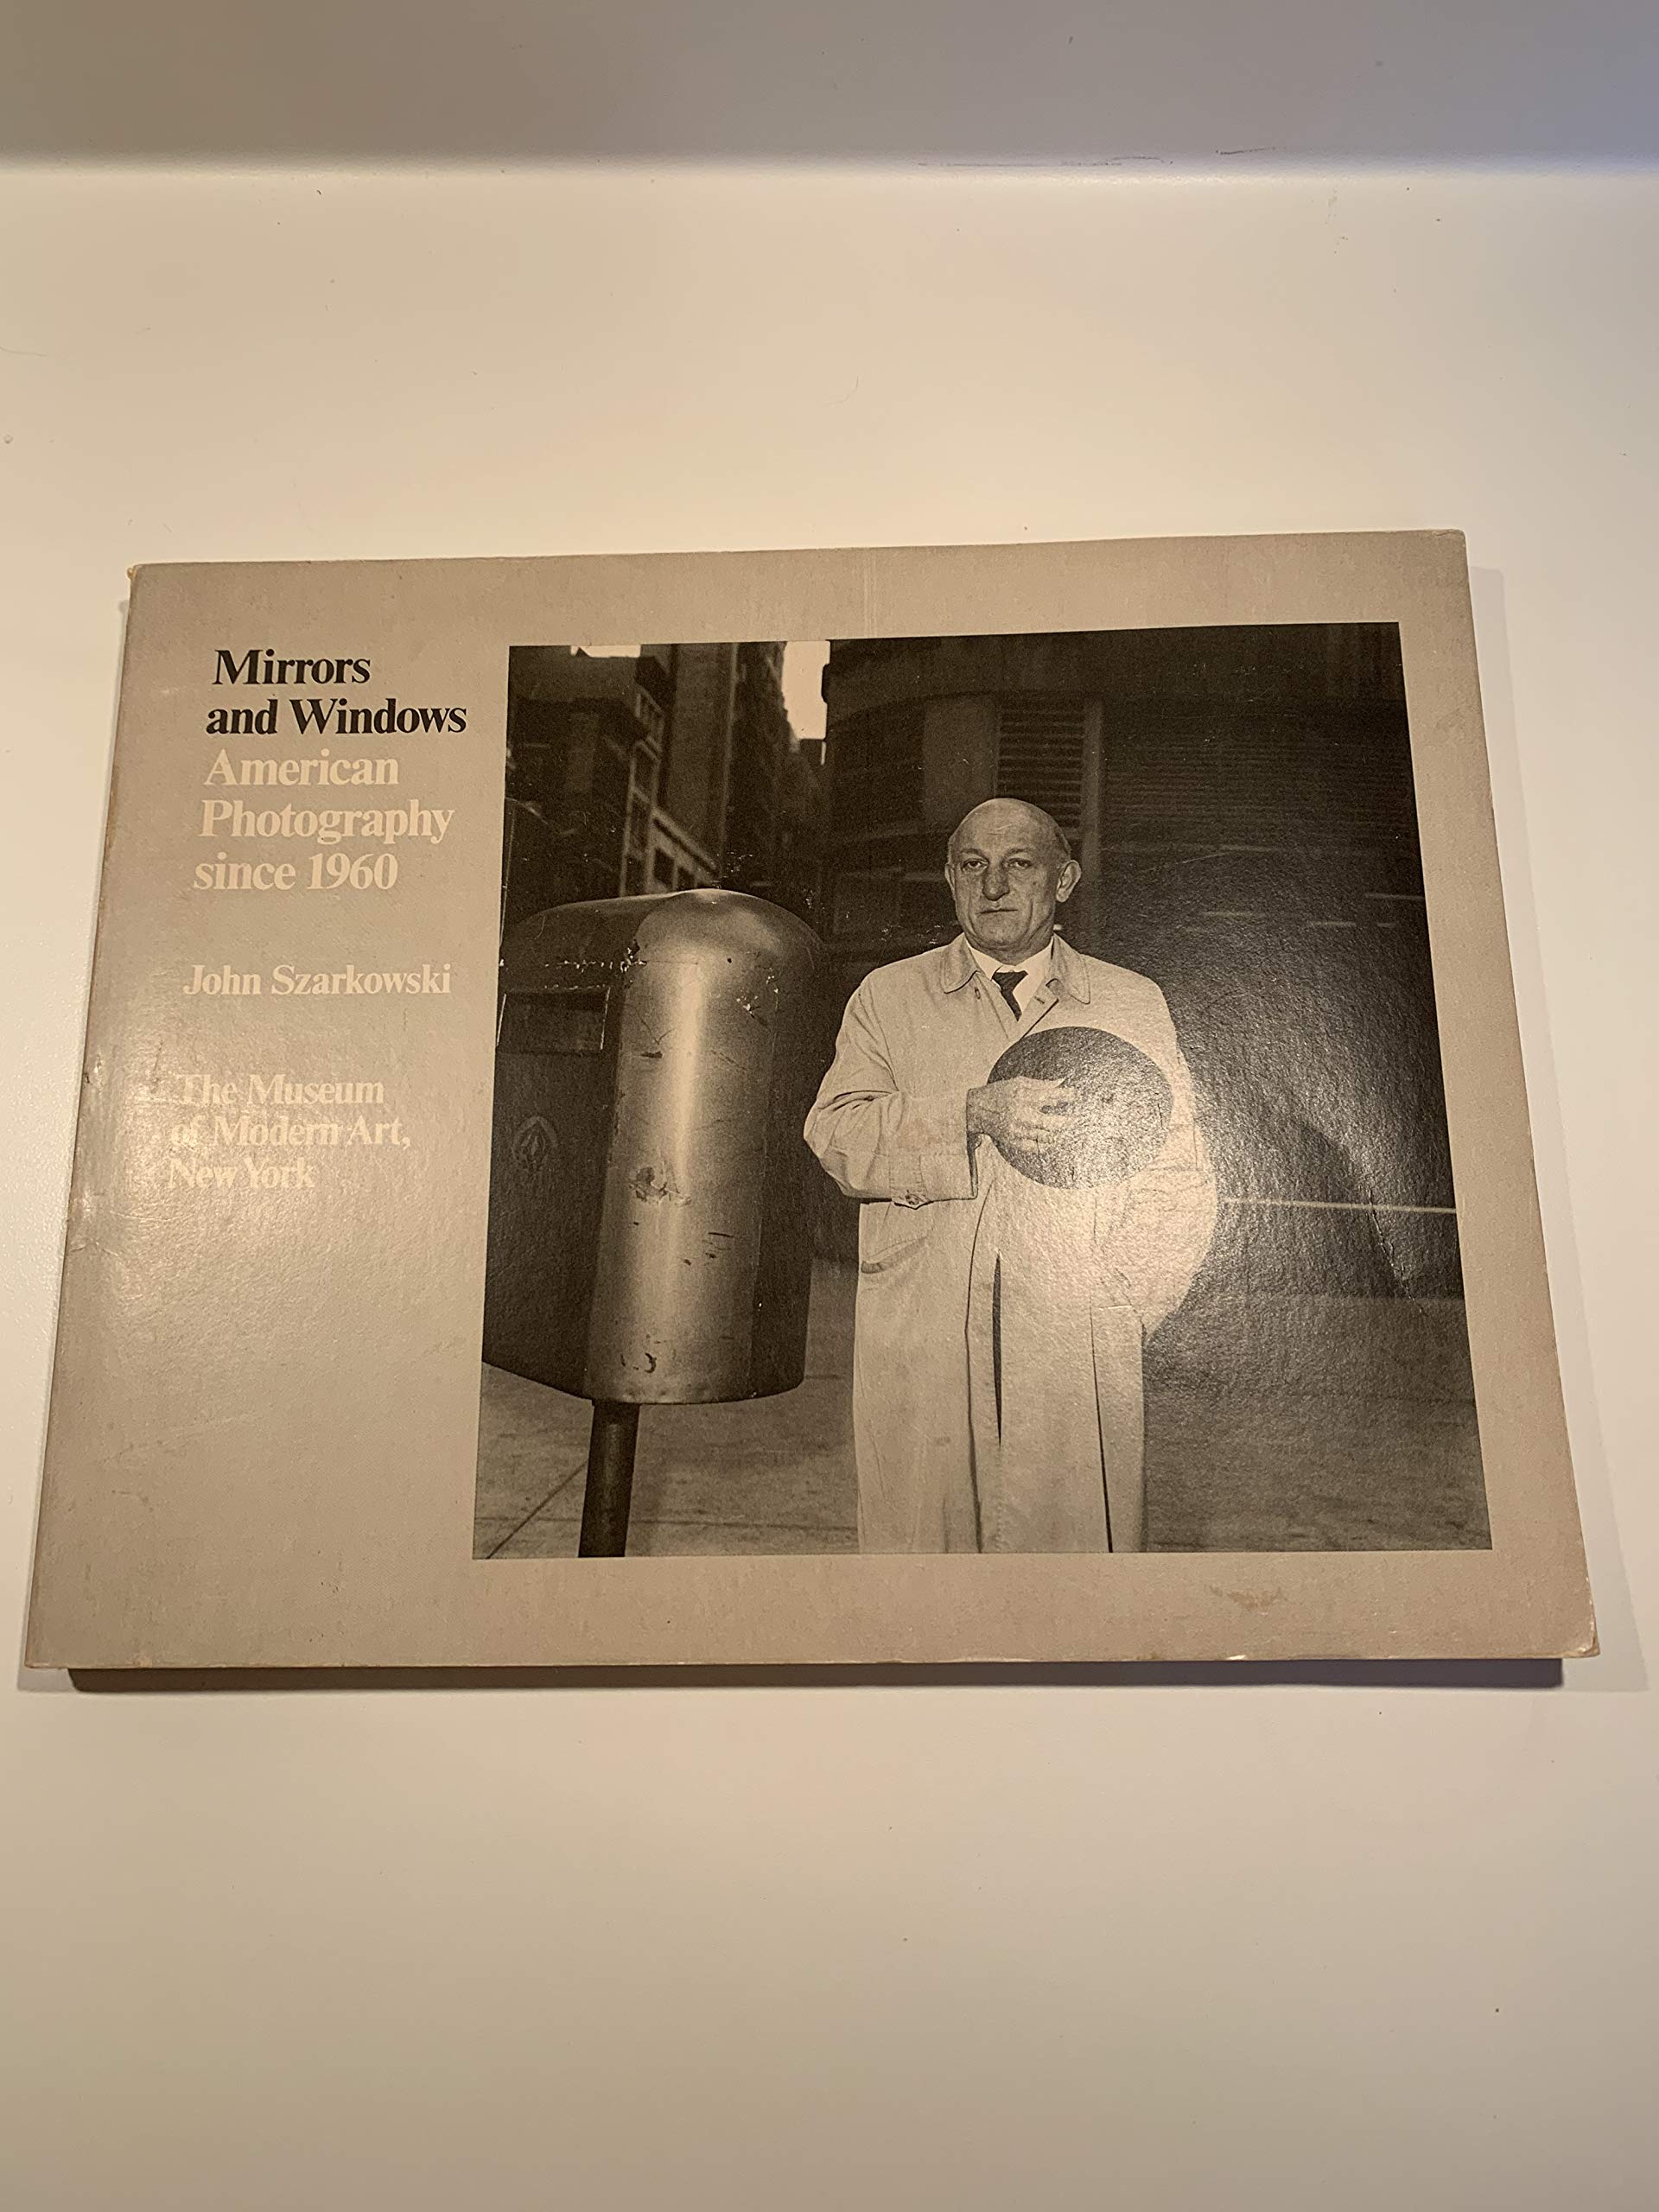 Mirrors
and Windows
American
Photography
since 1960
John Szarkowski
The Museum
of Modern Art,
New York